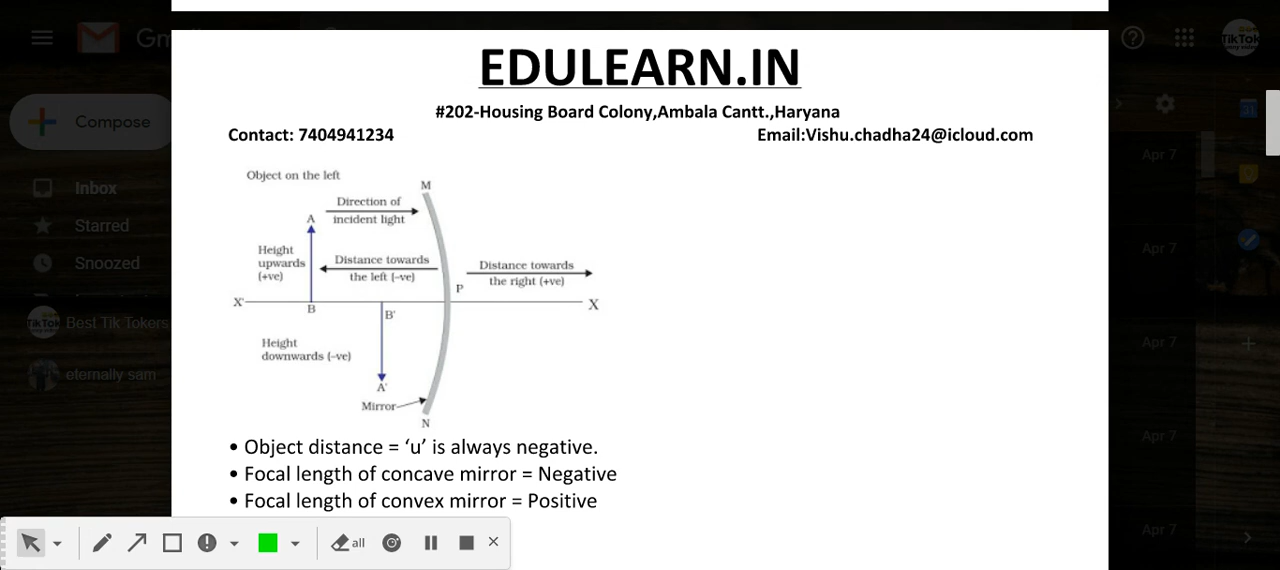 Gm
Compose
Inbox
Starred
Snoozed
TikTok
Best Tik Tokers
eternally sam
TikTok
Apr 7
Apr 7
Apr 7
Apr 7
Apr 7
EDULEARN.IN
#202-Housing Board Colony,Ambala Cantt.,Haryana
Contact: 7404941234
Email:Vishu.chadha24@icloud.com
Object on the left
M
Direction of
incident light
A
Height
upwards
(+ve)
Distance towards
the left (-ve)
Distance towards
the right (+ve)
P
X'
B
X
B'
Height
downwards (-ve)
A'
Mirror
N
• Object distance = ‘u’ is always negative.
• Focal length of concave mirror = Negative
• Focal length of convex mirror = Positive
all